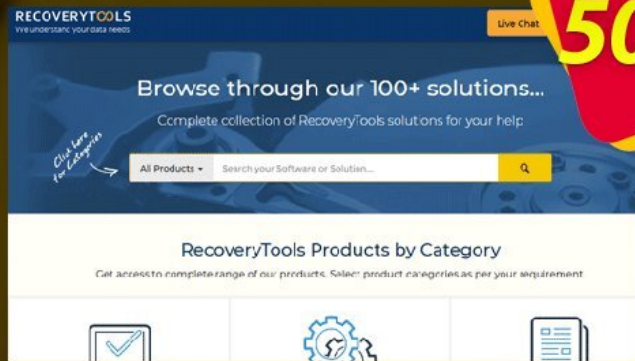 RECOVERYTOOLS
We understand your data needs
Live Chat
50
Browse through our 100+ solutions...
Complete collection of RecoveryTools solutions for your help
Click here
for Categories
All Products
Search your Software or Solution....
RecoveryTools Products by Category
Get access to complete range of our products. Select product categories as per your requirement